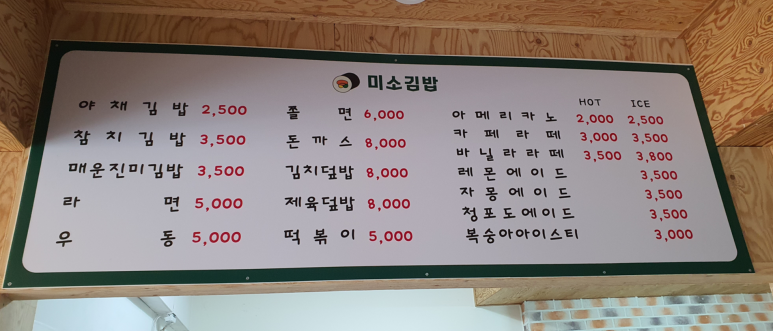 미소김밥
야채김밥 2,500
참치김밥 3,500
매운진미김밥 3,500
라면 5,000
우동 5,000
쫄면 6,000
돈까스 8,000
김치덮밥 8,000
제육덮밥 8,000
떡볶이 5,000
HOT ICE
아메리카노 2,000 2,500
카페라떼 3,000 3,500
바닐라라떼 3,500 3,800
레몬에이드 3,500
자몽에이드 3,500
청포도에이드 3,500
복숭아아이스티 3,000